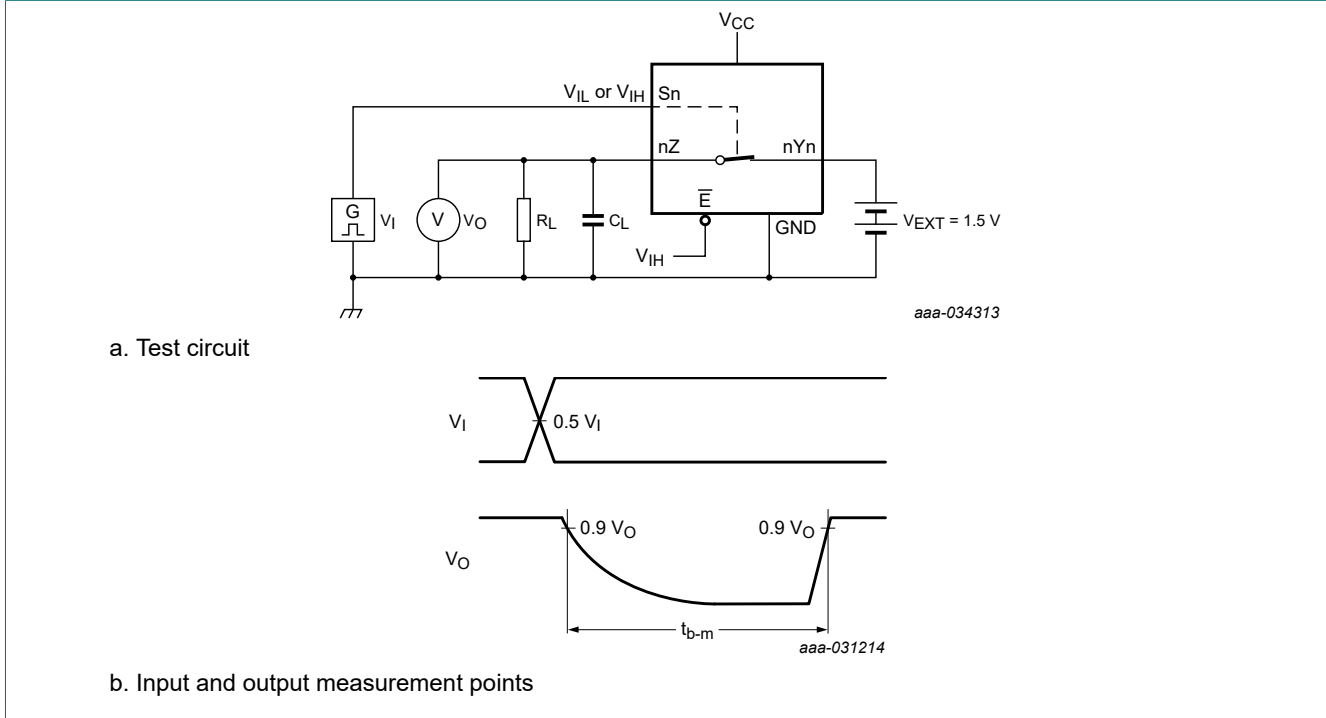 VCC
VIL or VIH Sn
nZ nYn
E̅
G VI V VO RL CL GND VEXT = 1.5 V
VIH
aaa-034313
a. Test circuit
VI 0.5 VI
0.9 VO 0.9 VO
VO
tb-m
aaa-031214
b. Input and output measurement points